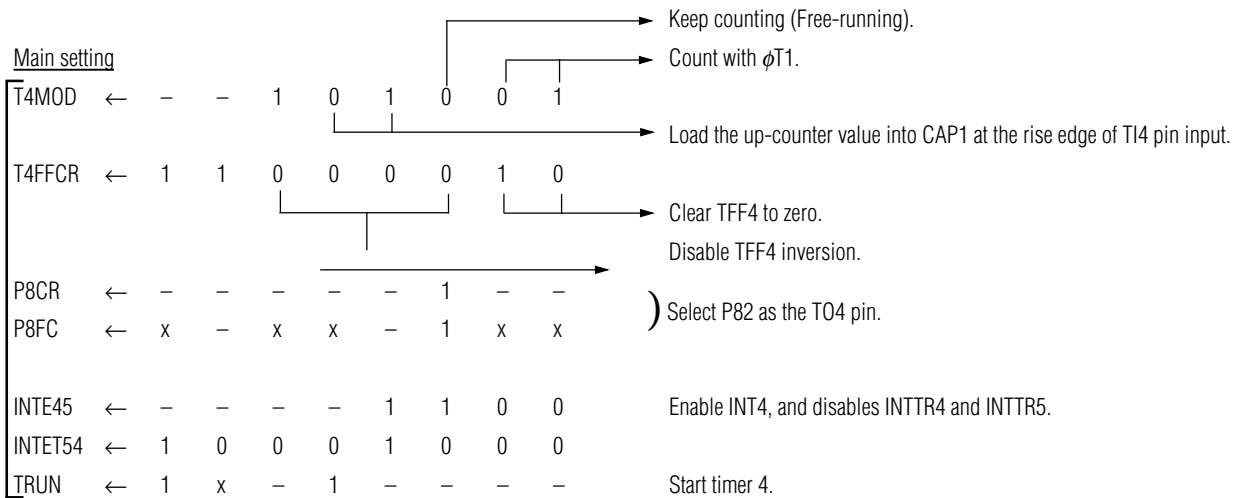 Keep counting (Free-running).
Main setting
Count with ϕT1.
T4MOD ← – – 1 0 1 0 0 1
Load the up-counter value into CAP1 at the rise edge of TI4 pin input.
T4FFCR ← 1 1 0 0 0 0 1 0
Clear TFF4 to zero.
Disable TFF4 inversion.
P8CR ← – – – – – 1 – –
P8FC ← x – x x – 1 x x
) Select P82 as the TO4 pin.
INTE45 ← – – – – 1 1 0 0 Enable INT4, and disables INTTR4 and INTTR5.
INTET54 ← 1 0 0 0 1 0 0 0
TRUN ← 1 x – 1 – – – – Start timer 4.